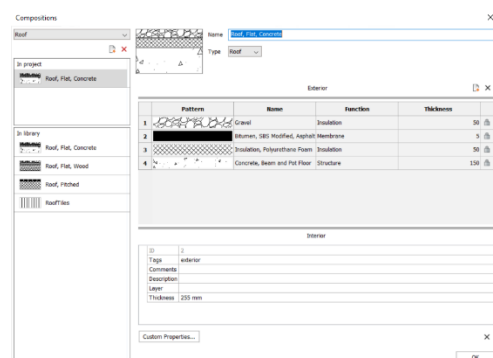 Compositions
Roof
Name Roof, Flat, Concrete
Type Roof
In project
Roof, Flat, Concrete
In library
Roof, Flat, Concrete
Roof, Flat, Wood
Roof, Pitched
RoofTiles
Exterior
Pattern Name Function Thickness
1 Gravel Insulation 50
2 Bitumen, SBS Modified, Asphalt Membrane 5
3 Insulation, Polyurethane Foam Insulation 50
4 Concrete, Beam and Pot Floor Structure 150
Interior
ID 2
Tags exterior
Comments
Description
Layer
Thickness 255 mm
Custom Properties...
OK